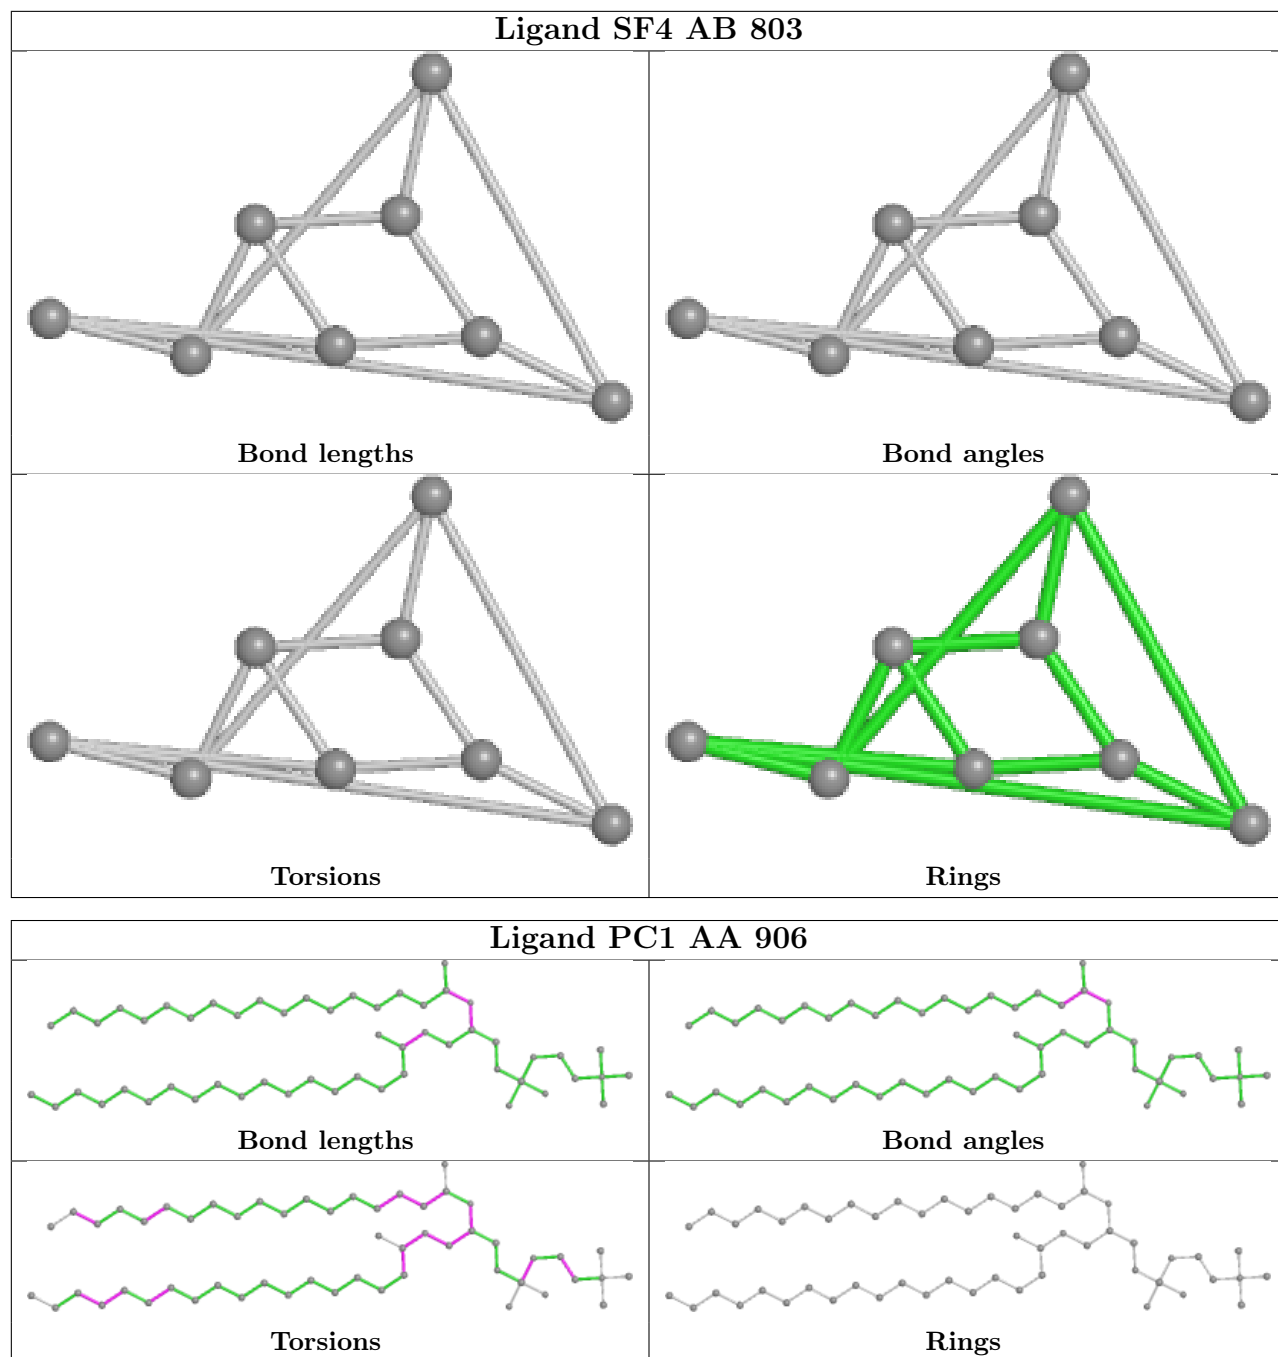 Ligand SF4 AB 803
Bond lengths
Bond angles
Torsions
Rings
Ligand PC1 AA 906
Bond lengths
Bond angles
Torsions
Rings